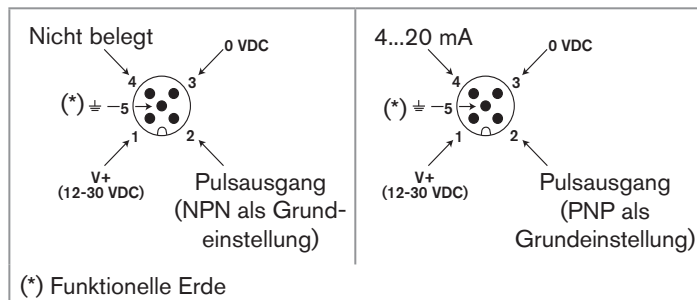 Nicht belegt
0 VDC
4
3
(*) ⏚ 5
1
2
V+
(12-30 VDC)
Pulsausgang
(NPN als Grund-
einstellung)
4...20 mA
0 VDC
4
3
(*) ⏚ 5
1
2
V+
(12-30 VDC)
Pulsausgang
(PNP als
Grundeinstellung)
(*) Funktionelle Erde